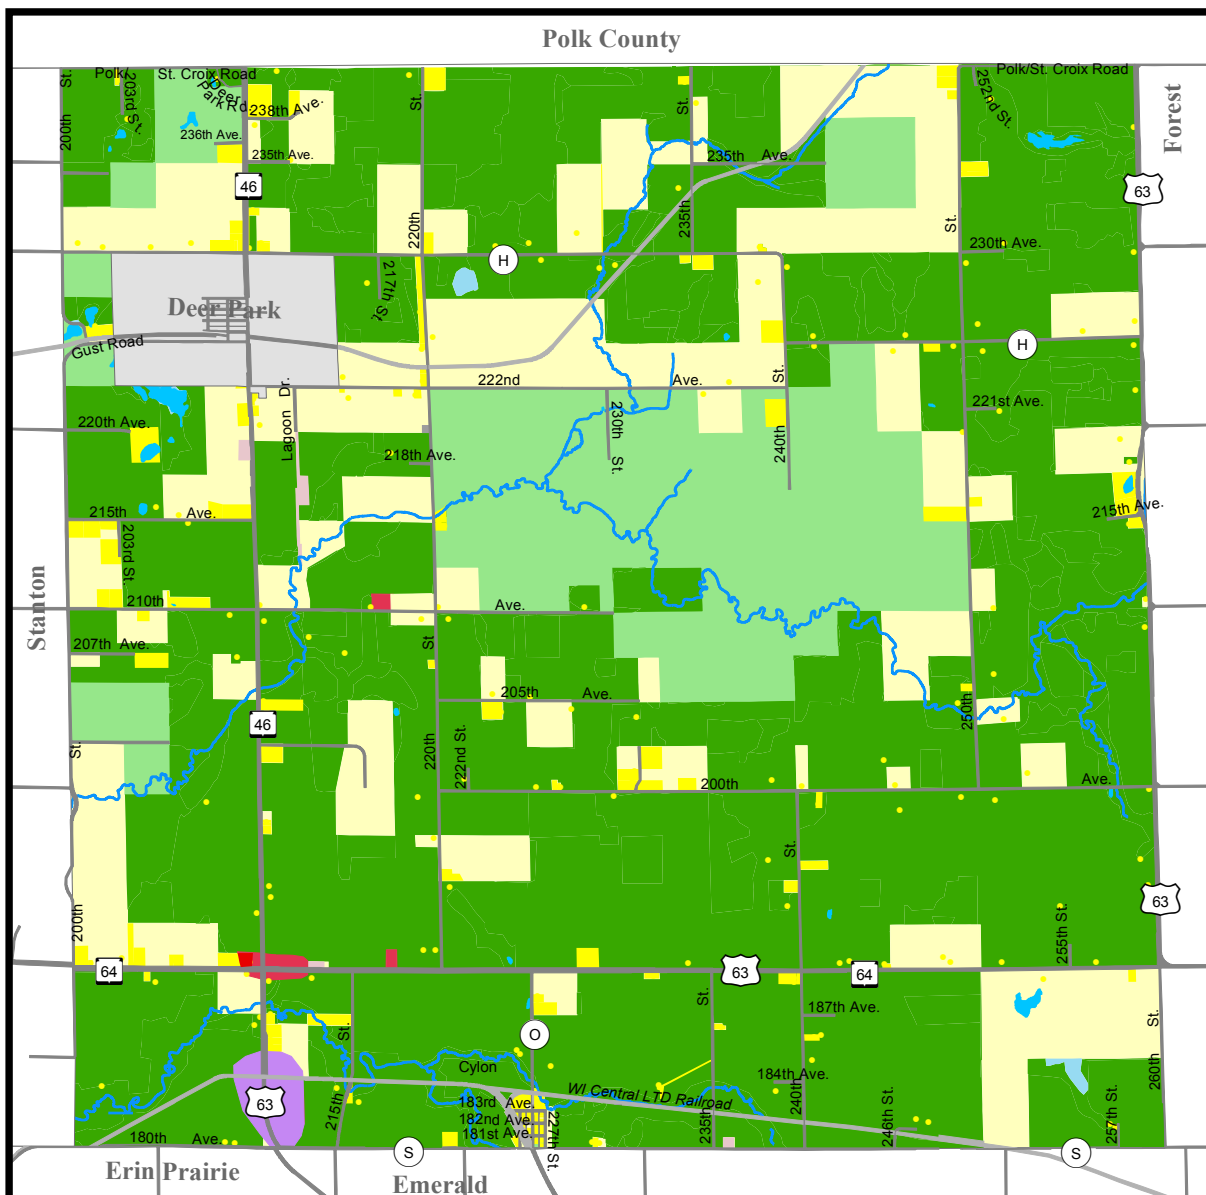 Polk County
Polk/
St. Croix Road
Polk/St. Croix Road
St.
200th
203rd St.
Deer
Park Rd.
238th Ave.
236th Ave.
235th Ave.
46
St.
220th
St.
235th
235th Ave.
St.
252nd St.
Forest
63
230th Ave.
H
217th St.
Deer Park
Gust Road
H
222nd Ave.
St.
240th
Lagoon Dr.
220th Ave.
218th Ave.
230th St.
221st Ave.
215th Ave.
215th Ave.
203rd St.
Stanton
210th Ave.
207th Ave.
St
220th
205th Ave.
222nd St.
250th
46
St.
200th
200th Ave.
St.
255th St.
63
64
63
64
187th Ave.
St.
St.
O
St.
260th
Cylon
184th Ave.
WI Central LTD Railroad
183rd Ave.
182nd Ave.
181st Ave.
227th St.
63
215th
235th
240th
246th St.
257th St.
180th Ave.
S
S
Erin Prairie
Emerald